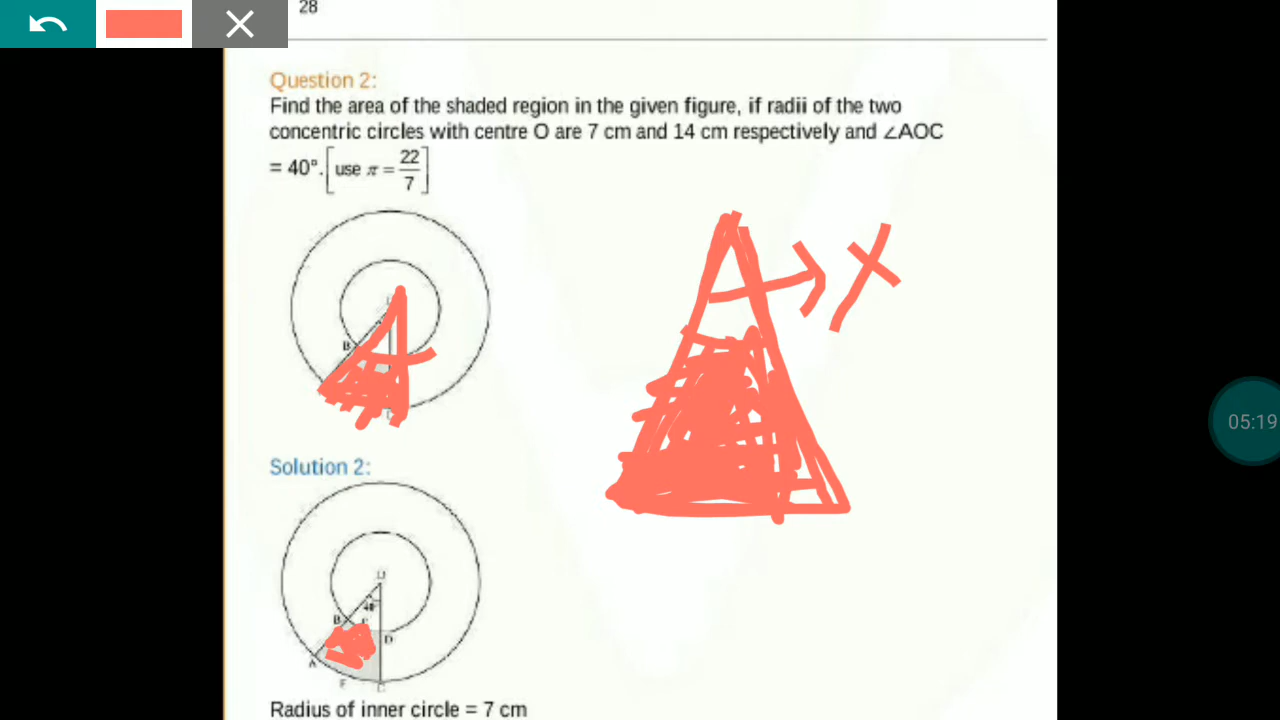 28
Question 2:
Find the area of the shaded region in the given figure, if radii of the two
concentric circles with centre O are 7 cm and 14 cm respectively and ∠AOC
= 40°. [use π = 22/7]
B
Solution 2:
O
40°
B
D
A
F
C
Radius of inner circle = 7 cm
05:19